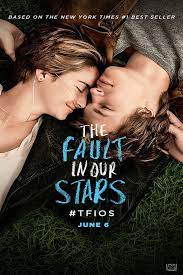 BASED ON THE NEW YORK TIMES #1 BEST SELLER
THE
FAULT
IN OUR
STARS
#TFIOS
JUNE 6